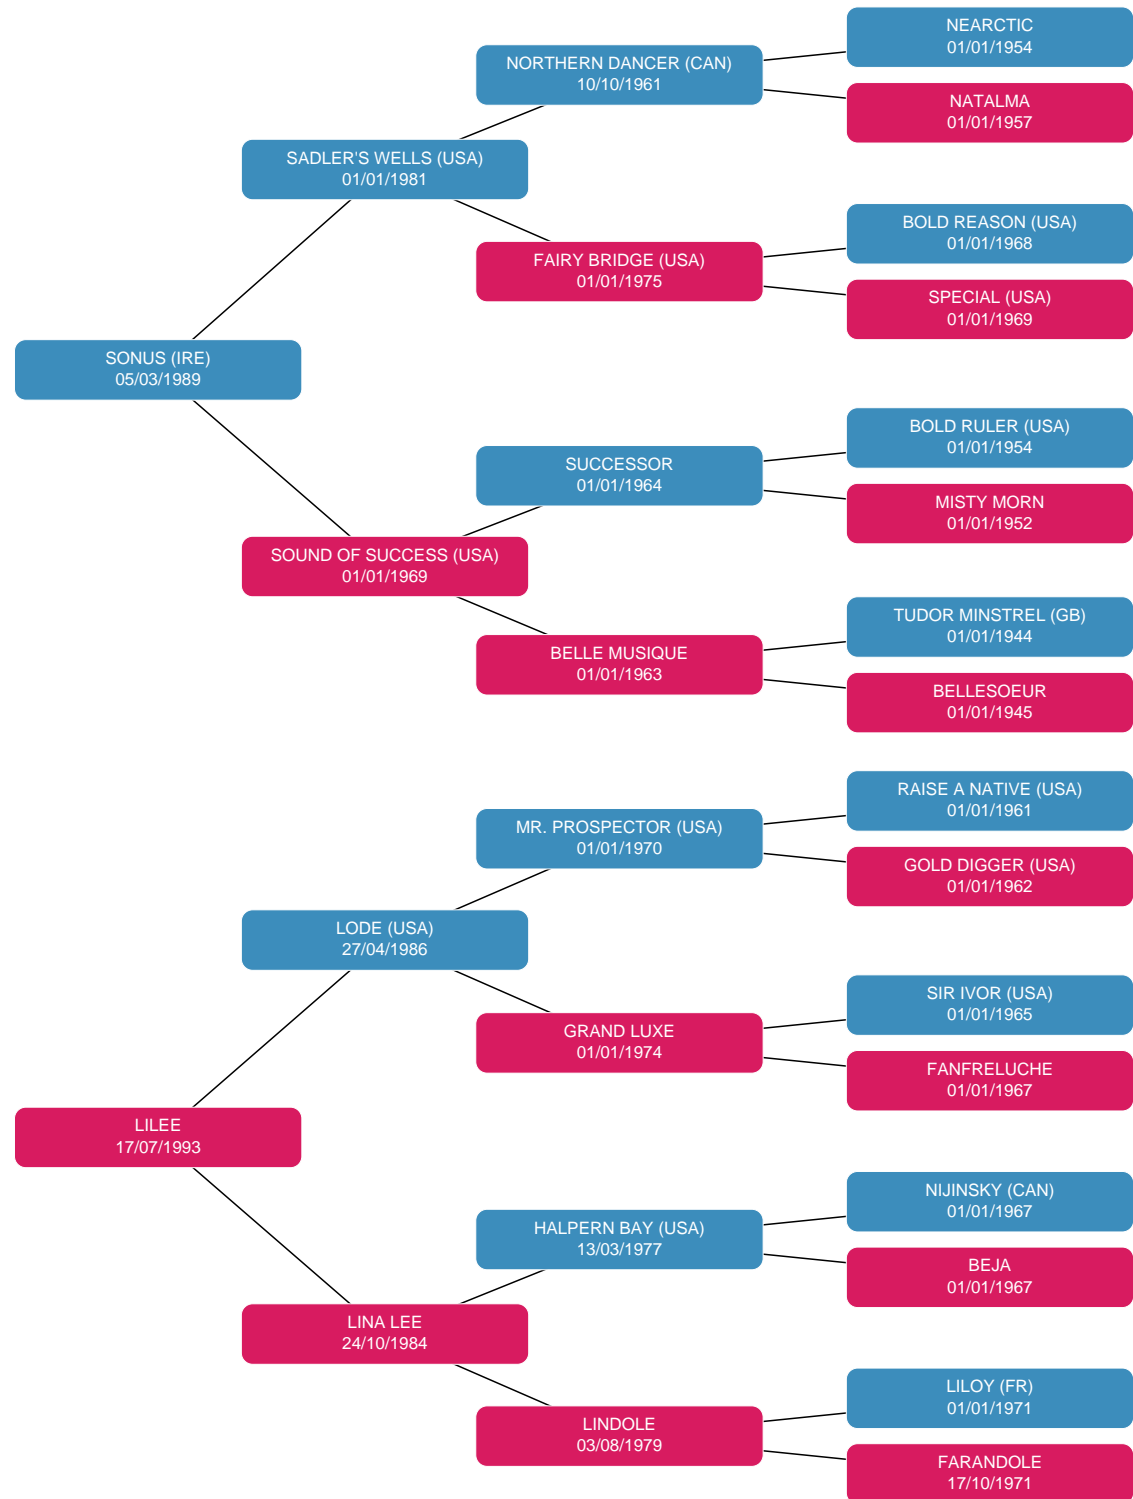 NEARCTIC
01/01/1954
NORTHERN DANCER (CAN)
10/10/1961
NATALMA
01/01/1957
SADLER'S WELLS (USA)
01/01/1981
BOLD REASON (USA)
01/01/1968
FAIRY BRIDGE (USA)
01/01/1975
SPECIAL (USA)
01/01/1969
SONUS (IRE)
05/03/1989
BOLD RULER (USA)
01/01/1954
SUCCESSOR
01/01/1964
MISTY MORN
01/01/1952
SOUND OF SUCCESS (USA)
01/01/1969
TUDOR MINSTREL (GB)
01/01/1944
BELLE MUSIQUE
01/01/1963
BELLESOEUR
01/01/1945
RAISE A NATIVE (USA)
01/01/1961
MR. PROSPECTOR (USA)
01/01/1970
GOLD DIGGER (USA)
01/01/1962
LODE (USA)
27/04/1986
SIR IVOR (USA)
01/01/1965
GRAND LUXE
01/01/1974
FANFRELUCHE
01/01/1967
LILEE
17/07/1993
NIJINSKY (CAN)
01/01/1967
HALPERN BAY (USA)
13/03/1977
BEJA
01/01/1967
LINA LEE
24/10/1984
LILOY (FR)
01/01/1971
LINDOLE
03/08/1979
FARANDOLE
17/10/1971